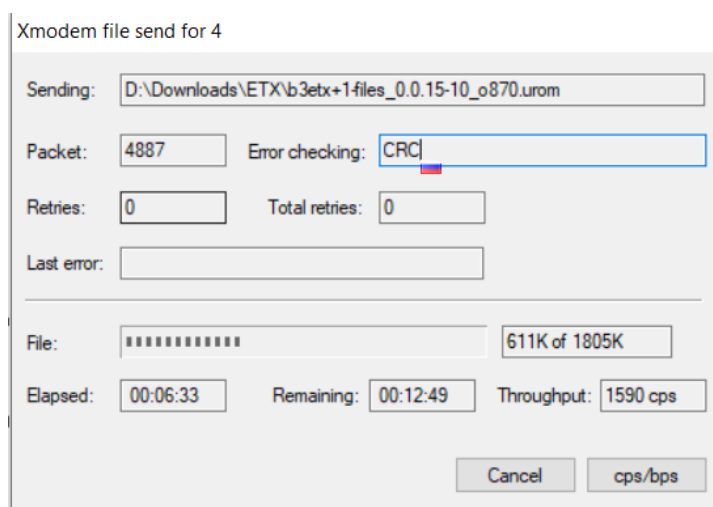 Xmodem file send for 4
Sending: D:\Downloads\ETX\b3etx+1-files_0.0.15-10_o870.urom
Packet: 4887 Error checking: CRC
Retries: 0 Total retries: 0
Last error:
File: 611K of 1805K
Elapsed: 00:06:33 Remaining: 00:12:49 Throughput: 1590 cps
Cancel cps/bps